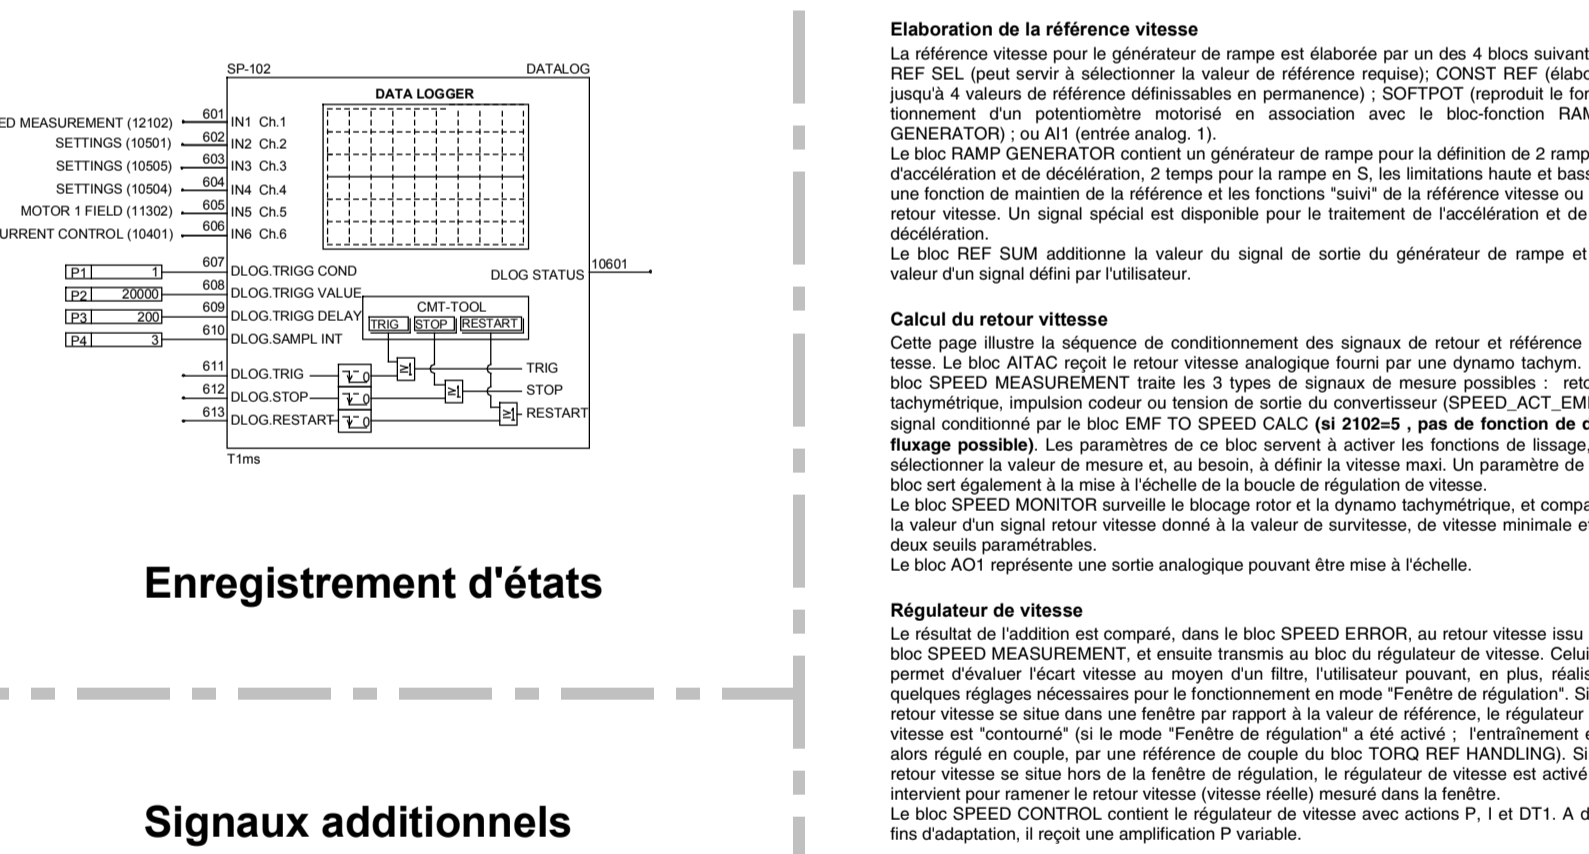 SP-102 DATALOG
DATA LOGGER
ED MEASUREMENT (12102) 601 IN1 Ch.1
SETTINGS (10501) 602 IN2 Ch.2
SETTINGS (10505) 603 IN3 Ch.3
SETTINGS (10504) 604 IN4 Ch.4
MOTOR 1 FIELD (11302) 605 IN5 Ch.5
URRENT CONTROL (10401) 606 IN6 Ch.6
P1 1 607 DLOG.TRIGG COND
DLOG STATUS 10601
P2 20000 608 DLOG.TRIGG VALUE
P3 200 609 DLOG.TRIGG DELAY
P4 3 610 DLOG.SAMPL INT
CMT-TOOL
TRIG STOP RESTART
611 DLOG.TRIG 0 ≥1 TRIG
612 DLOG.STOP 0 ≥1 STOP
613 DLOG.RESTART 0 ≥1 RESTART
T1ms
Enregistrement d'états
Signaux additionnels
Elaboration de la référence vitesse
La référence vitesse pour le générateur de rampe est élaborée par un des 4 blocs suivant
REF SEL (peut servir à sélectionner la valeur de référence requise); CONST REF (élabo
jusqu'à 4 valeurs de référence définissables en permanence) ; SOFTPOT (reproduit le fon
tionnement d'un potentiomètre motorisé en association avec le bloc-fonction RAM
GENERATOR) ; ou AI1 (entrée analog. 1).
Le bloc RAMP GENERATOR contient un générateur de rampe pour la définition de 2 ramp
d'accélération et de décélération, 2 temps pour la rampe en S, les limitations haute et bass
une fonction de maintien de la référence et les fonctions "suivi" de la référence vitesse ou
retour vitesse. Un signal spécial est disponible pour le traitement de l'accélération et de
décélération.
Le bloc REF SUM additionne la valeur du signal de sortie du générateur de rampe et
valeur d'un signal défini par l'utilisateur.
Calcul du retour vittesse
Cette page illustre la séquence de conditionnement des signaux de retour et référence
tesse. Le bloc AITAC reçoit le retour vitesse analogique fourni par une dynamo tachym.
bloc SPEED MEASUREMENT traite les 3 types de signaux de mesure possibles : reto
tachymétrique, impulsion codeur ou tension de sortie du convertisseur (SPEED_ACT_EMF
signal conditionné par le bloc EMF TO SPEED CALC (si 2102=5 , pas de fonction de d
fluxage possible). Les paramètres de ce bloc servent à activer les fonctions de lissage,
sélectionner la valeur de mesure et, au besoin, à définir la vitesse maxi. Un paramètre de
bloc sert également à la mise à l'échelle de la boucle de régulation de vitesse.
Le bloc SPEED MONITOR surveille le blocage rotor et la dynamo tachymétrique, et compa
la valeur d'un signal retour vitesse donné à la valeur de survitesse, de vitesse minimale et
deux seuils paramétrables.
Le bloc AO1 représente une sortie analogique pouvant être mise à l'échelle.
Régulateur de vitesse
Le résultat de l'addition est comparé, dans le bloc SPEED ERROR, au retour vitesse issu
bloc SPEED MEASUREMENT, et ensuite transmis au bloc du régulateur de vitesse. Celui
permet d'évaluer l'écart vitesse au moyen d'un filtre, l'utilisateur pouvant, en plus, réalis
quelques réglages nécessaires pour le fonctionnement en mode "Fenêtre de régulation". Si
retour vitesse se situe dans une fenêtre par rapport à la valeur de référence, le régulateur
vitesse est "contourné" (si le mode "Fenêtre de régulation" a été activé ; l'entraînement e
alors régulé en couple, par une référence de couple du bloc TORQ REF HANDLING). Si
retour vitesse se situe hors de la fenêtre de régulation, le régulateur de vitesse est activé
intervient pour ramener le retour vitesse (vitesse réelle) mesuré dans la fenêtre.
Le bloc SPEED CONTROL contient le régulateur de vitesse avec actions P, I et DT1. A d
fins d'adaptation, il reçoit une amplification P variable.